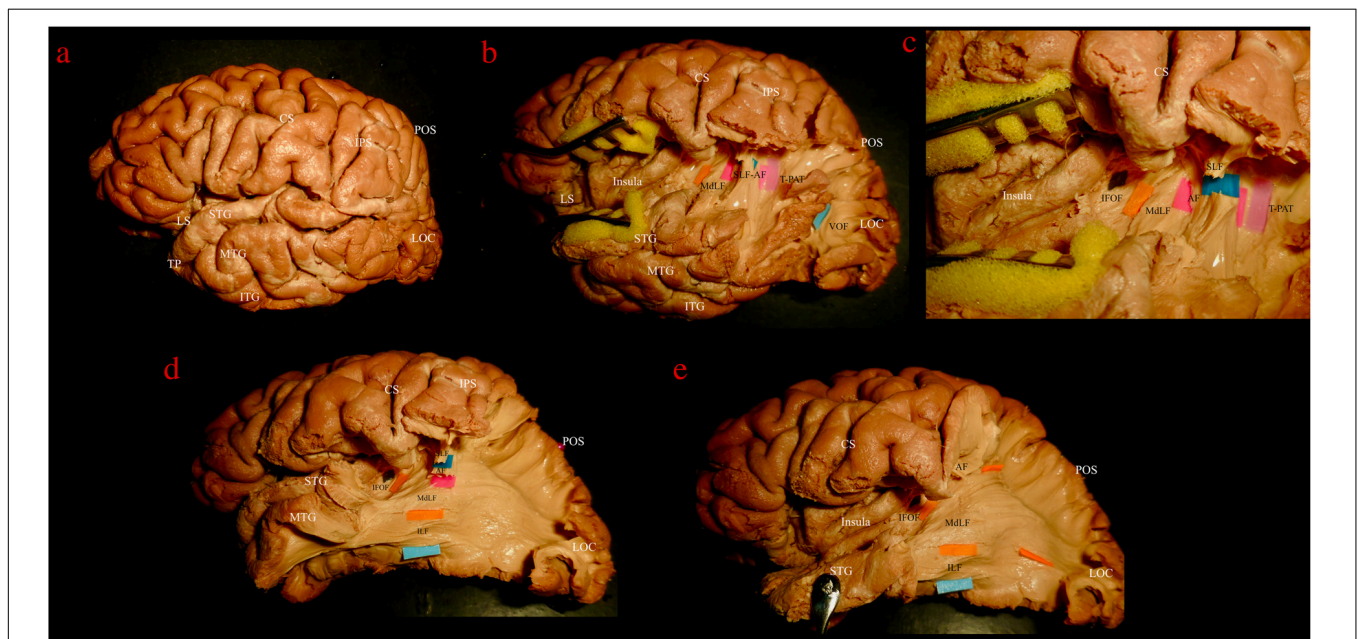 a
CS
IPS
POS
LS
STG
TP
MTG
LOC
ITG
b
CS
IPS
POS
MdLF
SLF-AF
T-PAT
Insula
LS
VOF
LOC
STG
MTG
ITG
c
CS
SLF
Insula
IFOF
MdLF
AF
T-PAT
d
CS
IPS
POS
SLF
AF
STG
IFOF
MdLF
MTG
ILF
LOC
e
CS
AF
POS
Insula
IFOF
MdLF
STG
ILF
LOC